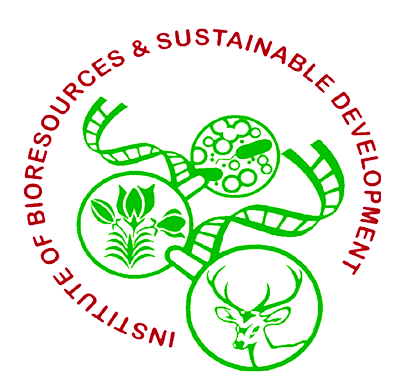 INSTITUTE OF BIORESOURCES & SUSTAINABLE DEVELOPMENT